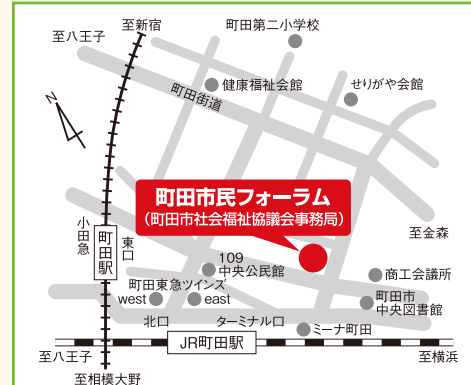 至新宿
町田第二小学校
至八王子
健康福祉会館
せりがや会館
町田街道
N
町田市民フォーラム
(町田市社会福祉協議会事務局)
小田急
町田駅
東口
至金森
109
中央公民館
商工会議所
町田東急ツインズ
west
east
町田市
中央図書館
北口
ターミナル口
ミーナ町田
JR町田駅
至八王子
至横浜
至相模大野